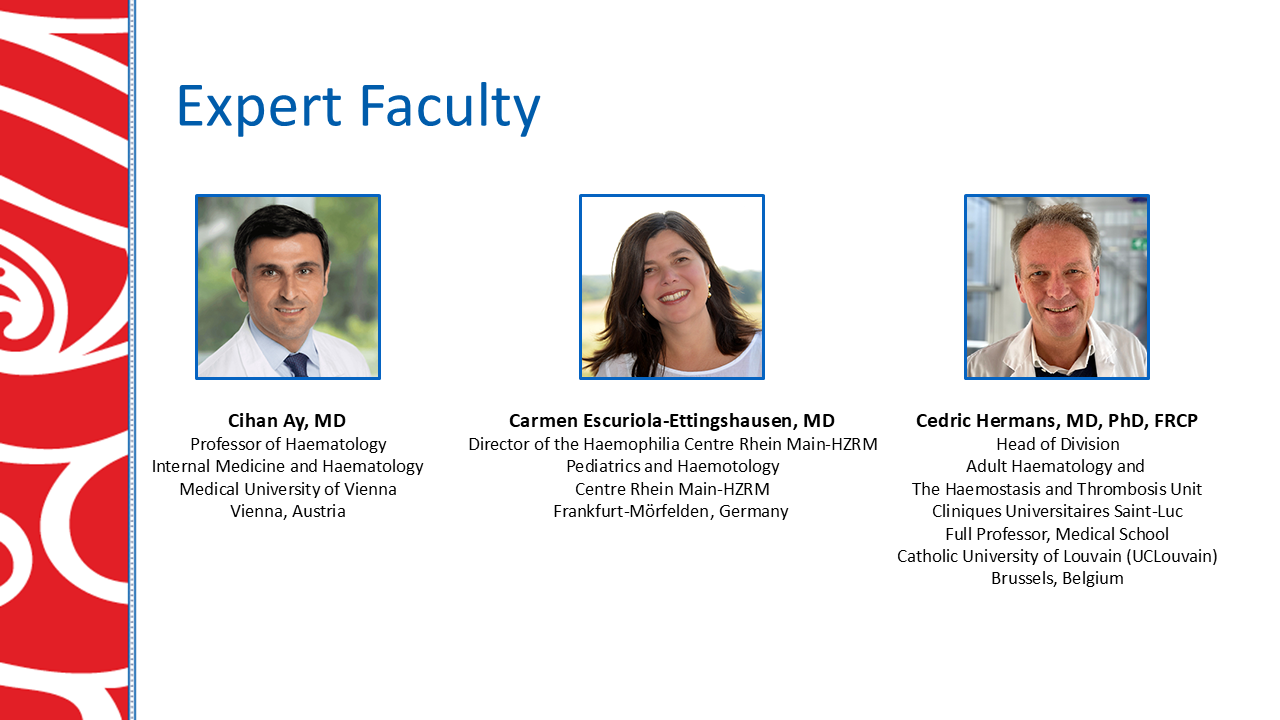 Expert Faculty
Cihan Ay, MD
Professor of Haematology
Internal Medicine and Haematology
Medical University of Vienna
Vienna, Austria
Carmen Escuriola-Ettingshausen, MD
Director of the Haemophilia Centre Rhein Main-HZRM
Pediatrics and Haemotology
Centre Rhein Main-HZRM
Frankfurt-Mörfelden, Germany
Cedric Hermans, MD, PhD, FRCP
Head of Division
Adult Haematology and
The Haemostasis and Thrombosis Unit
Cliniques Universitaires Saint-Luc
Full Professor, Medical School
Catholic University of Louvain (UCLouvain)
Brussels, Belgium